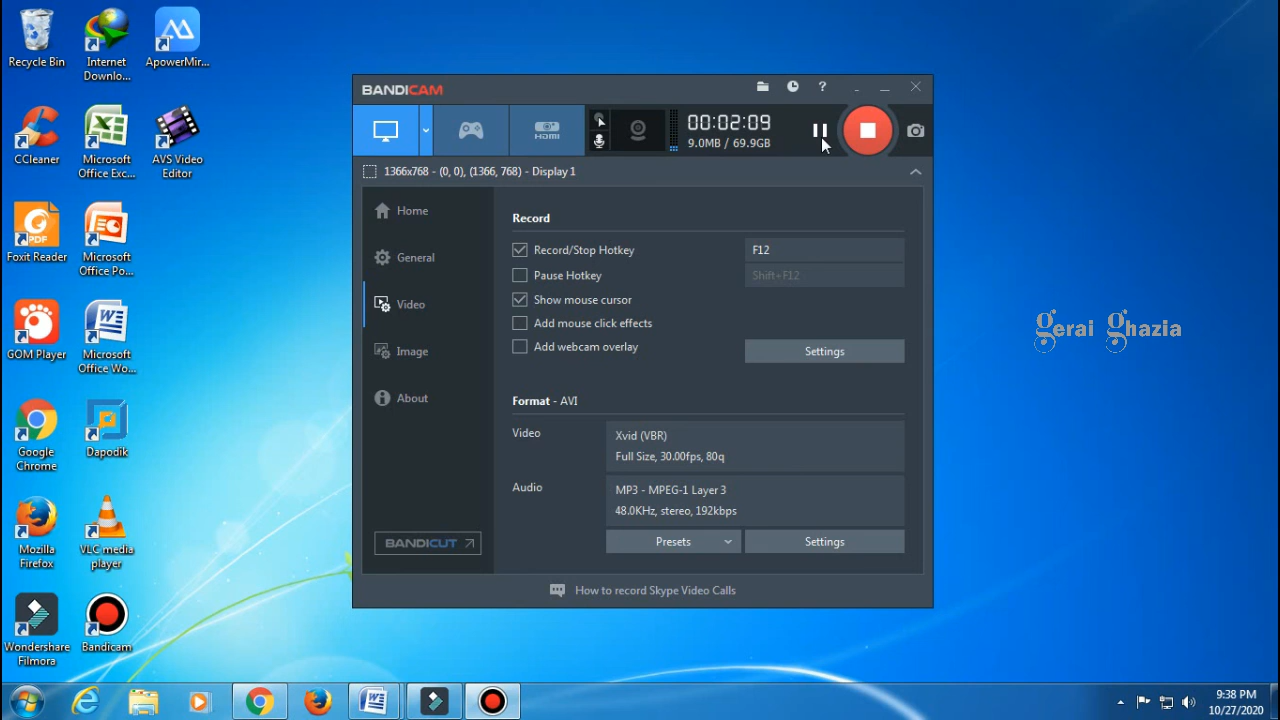 Recycle Bin
Internet
Downlo...
ApowerMir...
CCleaner
Microsoft
Office Exc...
AVS Video
Editor
PDF
Foxit Reader
Microsoft
Office Po...
GOM Player
Microsoft
Office Wo...
Google
Chrome
Dapodik
Mozilla
Firefox
VLC media
player
Wondershare
Filmora
Bandicam
BANDICAM
?
HDMI
00:02:09
9.0MB / 69.9GB
1366x768 - (0, 0), (1366, 768) - Display 1
Home
General
Video
Image
About
BANDICUT
Record
Record/Stop Hotkey
F12
Pause Hotkey
Shift+F12
Show mouse cursor
Add mouse click effects
Add webcam overlay
Settings
Format - AVI
Video
Xvid (VBR)
Full Size, 30.00fps, 80q
Audio
MP3 - MPEG-1 Layer 3
48.0KHz, stereo, 192kbps
Presets
Settings
How to record Skype Video Calls
Gerai Ghazia
9:38 PM
10/27/2020